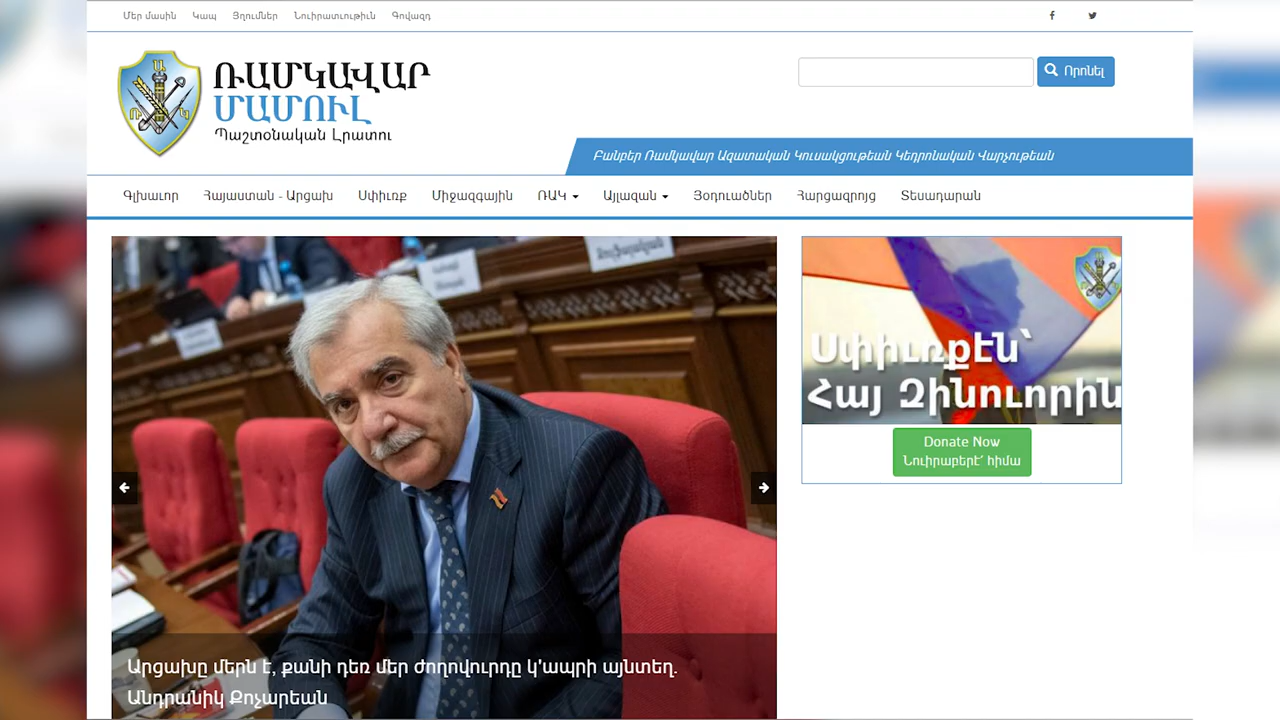 Մեր մասին Կապ Յղումներ Նուիրատւութիւն Գովազդ
ՌԱՄԿԱՎԱՐ
ՄԱՄՈՒԼ
Պաշտօնական Լրատու
Որոնել
Բանբեր Ռամկավար Ազատական Կուսակցութեան Կեդրոնական Վարչութեան
Գլխաւոր Հայաստան - Արցախ Սփիւռք Միջազգային ՌԱԿ Այլազան Յօդուածներ Հարցազրոյց Տեսադարան
Սփիւռքէն՝
Հայ Զինուորին
Donate Now
Նուիրաբերէ՛ հիմա
Արցախը մերն է, քանի դեռ մեր ժողովուրդը կ'ապրի այնտեղ.
Անդրանիկ Քոչարեան